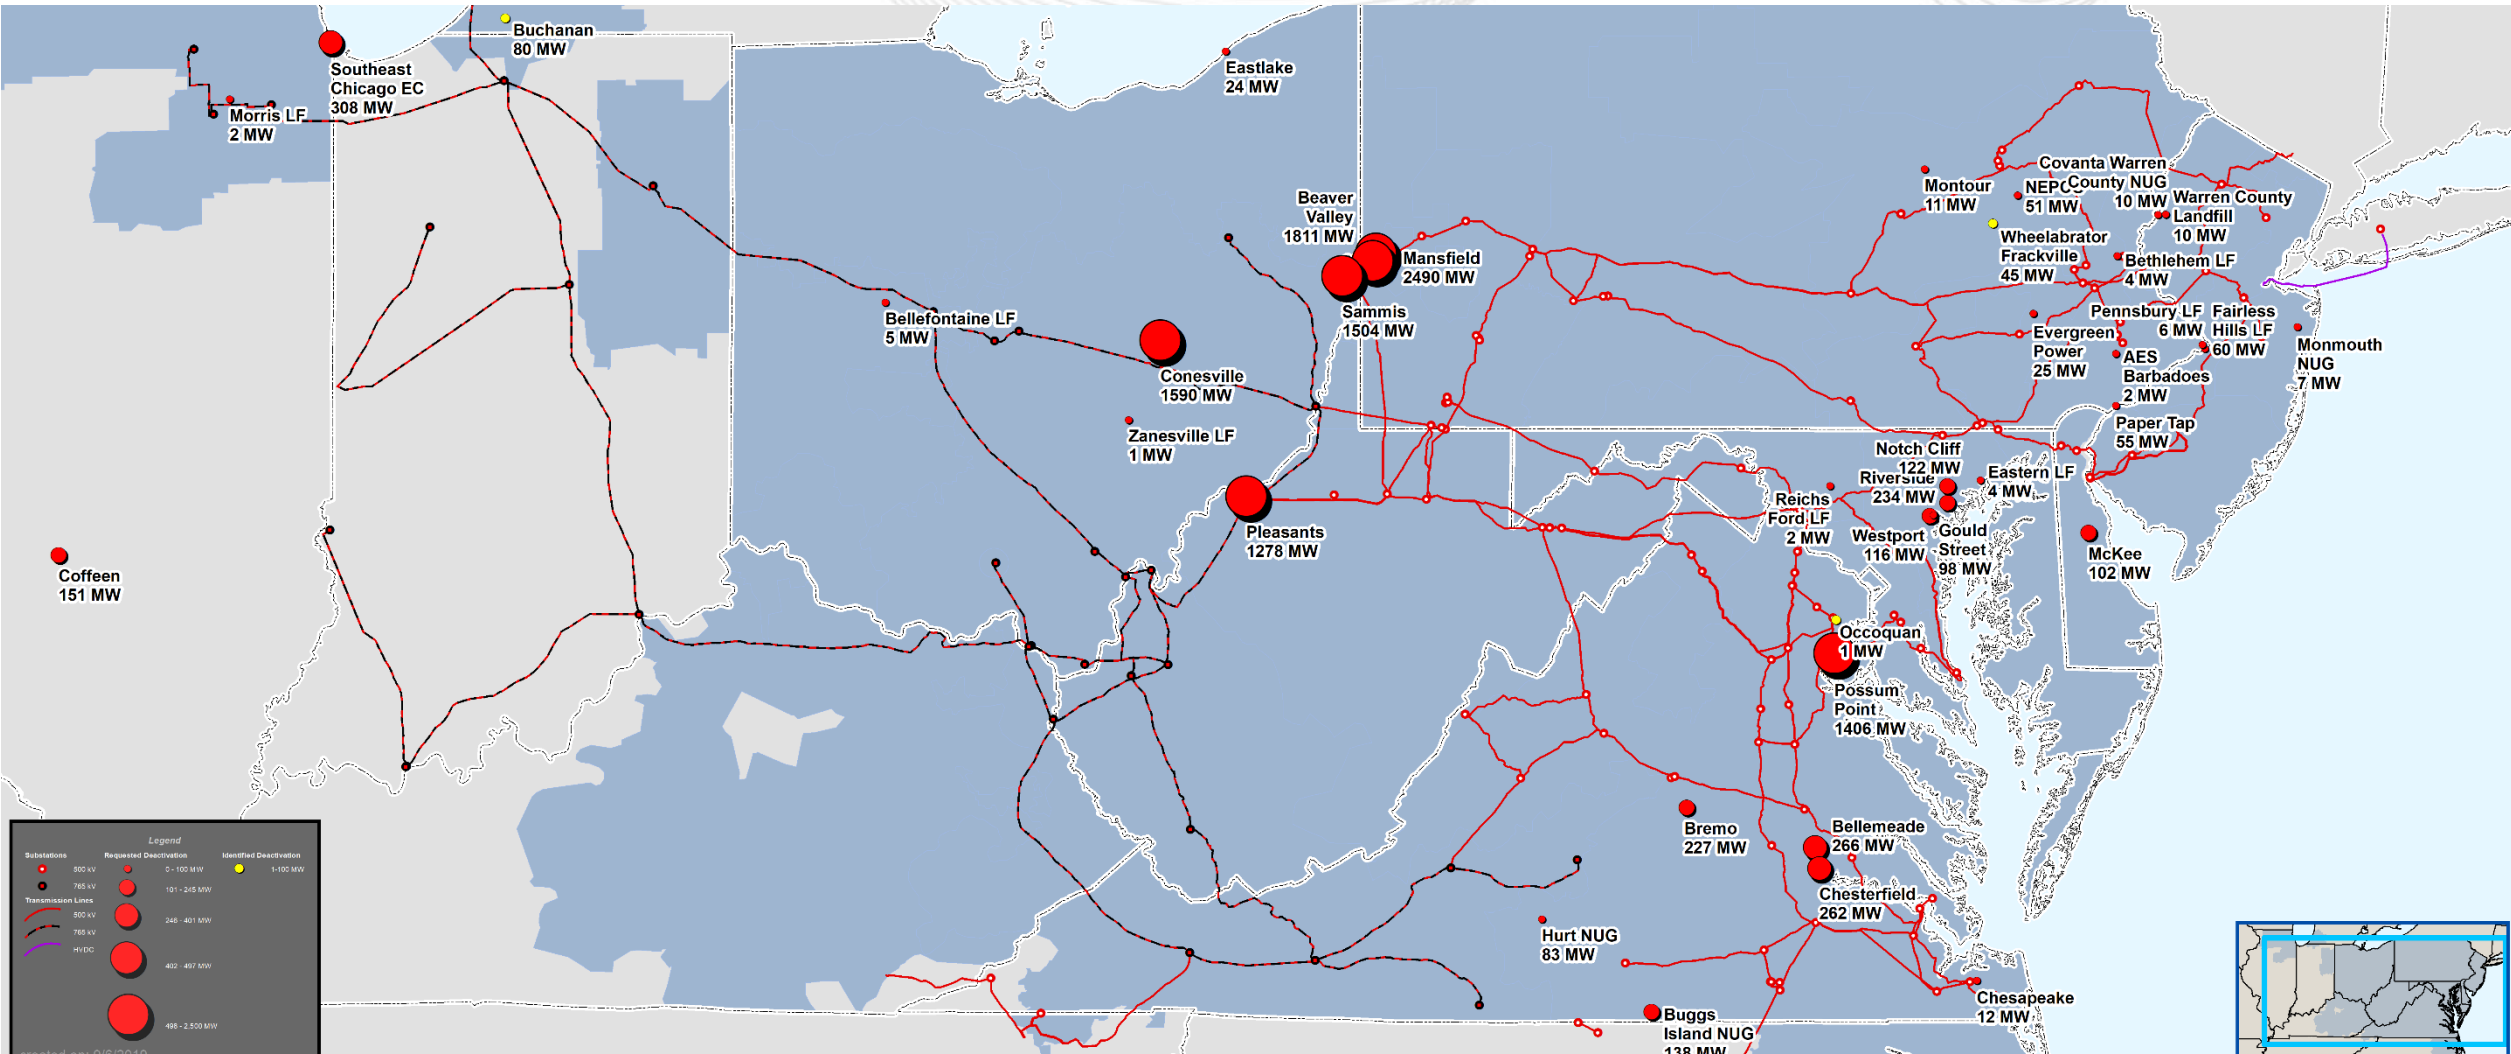 Buchanan
80 MW
Southeast
Chicago EC
308 MW
Morris LF
2 MW
Eastlake
24 MW
Beaver
Valley
1811 MW
Mansfield
2490 MW
Sammis
1504 MW
Bellefontaine LF
5 MW
Conesville
1590 MW
Zanesville LF
1 MW
Pleasants
1278 MW
Coffeen
151 MW
Montour
11 MW
51 MW
Covanta Warren
County NUG
10 MW
Warren County
Landfill
10 MW
Wheelabrator
Frackville
45 MW
Bethlehem LF
4 MW
Pennsbury LF
6 MW
Fairless
Hills LF
60 MW
Evergreen
Power
25 MW
AES
Barbadoes
2 MW
Monmouth
NUG
7 MW
Paper Tap
55 MW
Notch Cliff
122 MW
Riverside
234 MW
Eastern LF
4 MW
Reichs
Ford LF
2 MW
Westport
116 MW
Gould
Street
98 MW
McKee
102 MW
Occoquan
1 MW
Possum
Point
1406 MW
Bremo
227 MW
Bellemeade
266 MW
Chesterfield
262 MW
Hurt NUG
83 MW
Buggs
Island NUG
138 MW
Chesapeake
12 MW
Legend
Substations
500 kV
765 kV
Transmission Lines
500 kV
765 kV
HVDC
Requested Deactivation
0 - 100 MW
101 - 245 MW
246 - 401 MW
402 - 497 MW
498 - 2,500 MW
Identified Deactivation
1-100 MW